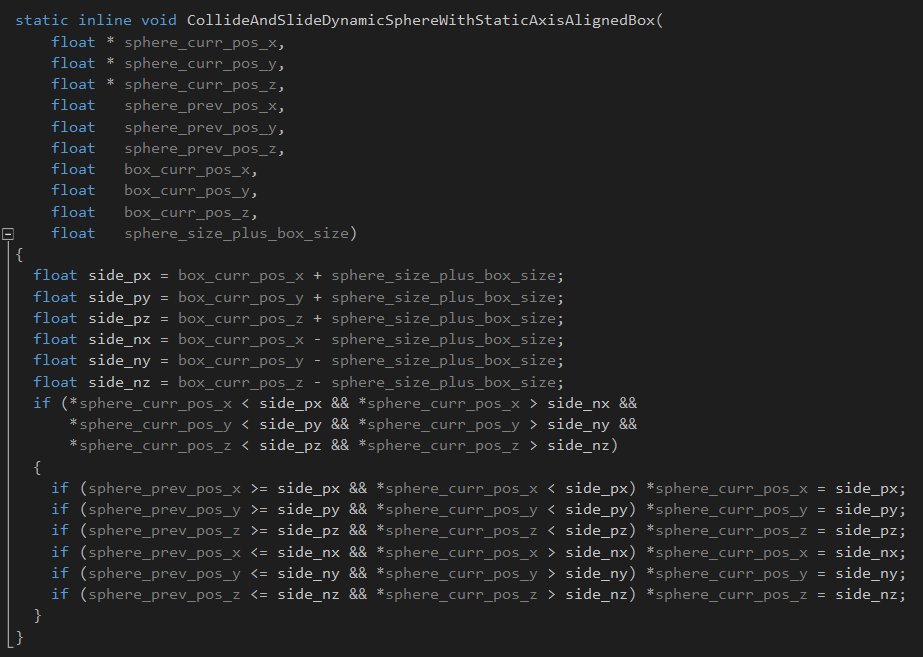 static inline void CollideAndSlideDynamicSphereWithStaticAxisAlignedBox(
float * sphere_curr_pos_x,
float * sphere_curr_pos_y,
float * sphere_curr_pos_z,
float sphere_prev_pos_x,
float sphere_prev_pos_y,
float sphere_prev_pos_z,
float box_curr_pos_x,
float box_curr_pos_y,
float box_curr_pos_z,
float sphere_size_plus_box_size)
{
float side_px = box_curr_pos_x + sphere_size_plus_box_size;
float side_py = box_curr_pos_y + sphere_size_plus_box_size;
float side_pz = box_curr_pos_z + sphere_size_plus_box_size;
float side_nx = box_curr_pos_x - sphere_size_plus_box_size;
float side_ny = box_curr_pos_y - sphere_size_plus_box_size;
float side_nz = box_curr_pos_z - sphere_size_plus_box_size;
if (*sphere_curr_pos_x < side_px && *sphere_curr_pos_x > side_nx &&
*sphere_curr_pos_y < side_py && *sphere_curr_pos_y > side_ny &&
*sphere_curr_pos_z < side_pz && *sphere_curr_pos_z > side_nz)
{
if (sphere_prev_pos_x >= side_px && *sphere_curr_pos_x < side_px) *sphere_curr_pos_x = side_px;
if (sphere_prev_pos_y >= side_py && *sphere_curr_pos_y < side_py) *sphere_curr_pos_y = side_py;
if (sphere_prev_pos_z >= side_pz && *sphere_curr_pos_z < side_pz) *sphere_curr_pos_z = side_pz;
if (sphere_prev_pos_x <= side_nx && *sphere_curr_pos_x > side_nx) *sphere_curr_pos_x = side_nx;
if (sphere_prev_pos_y <= side_ny && *sphere_curr_pos_y > side_ny) *sphere_curr_pos_y = side_ny;
if (sphere_prev_pos_z <= side_nz && *sphere_curr_pos_z > side_nz) *sphere_curr_pos_z = side_nz;
}
}